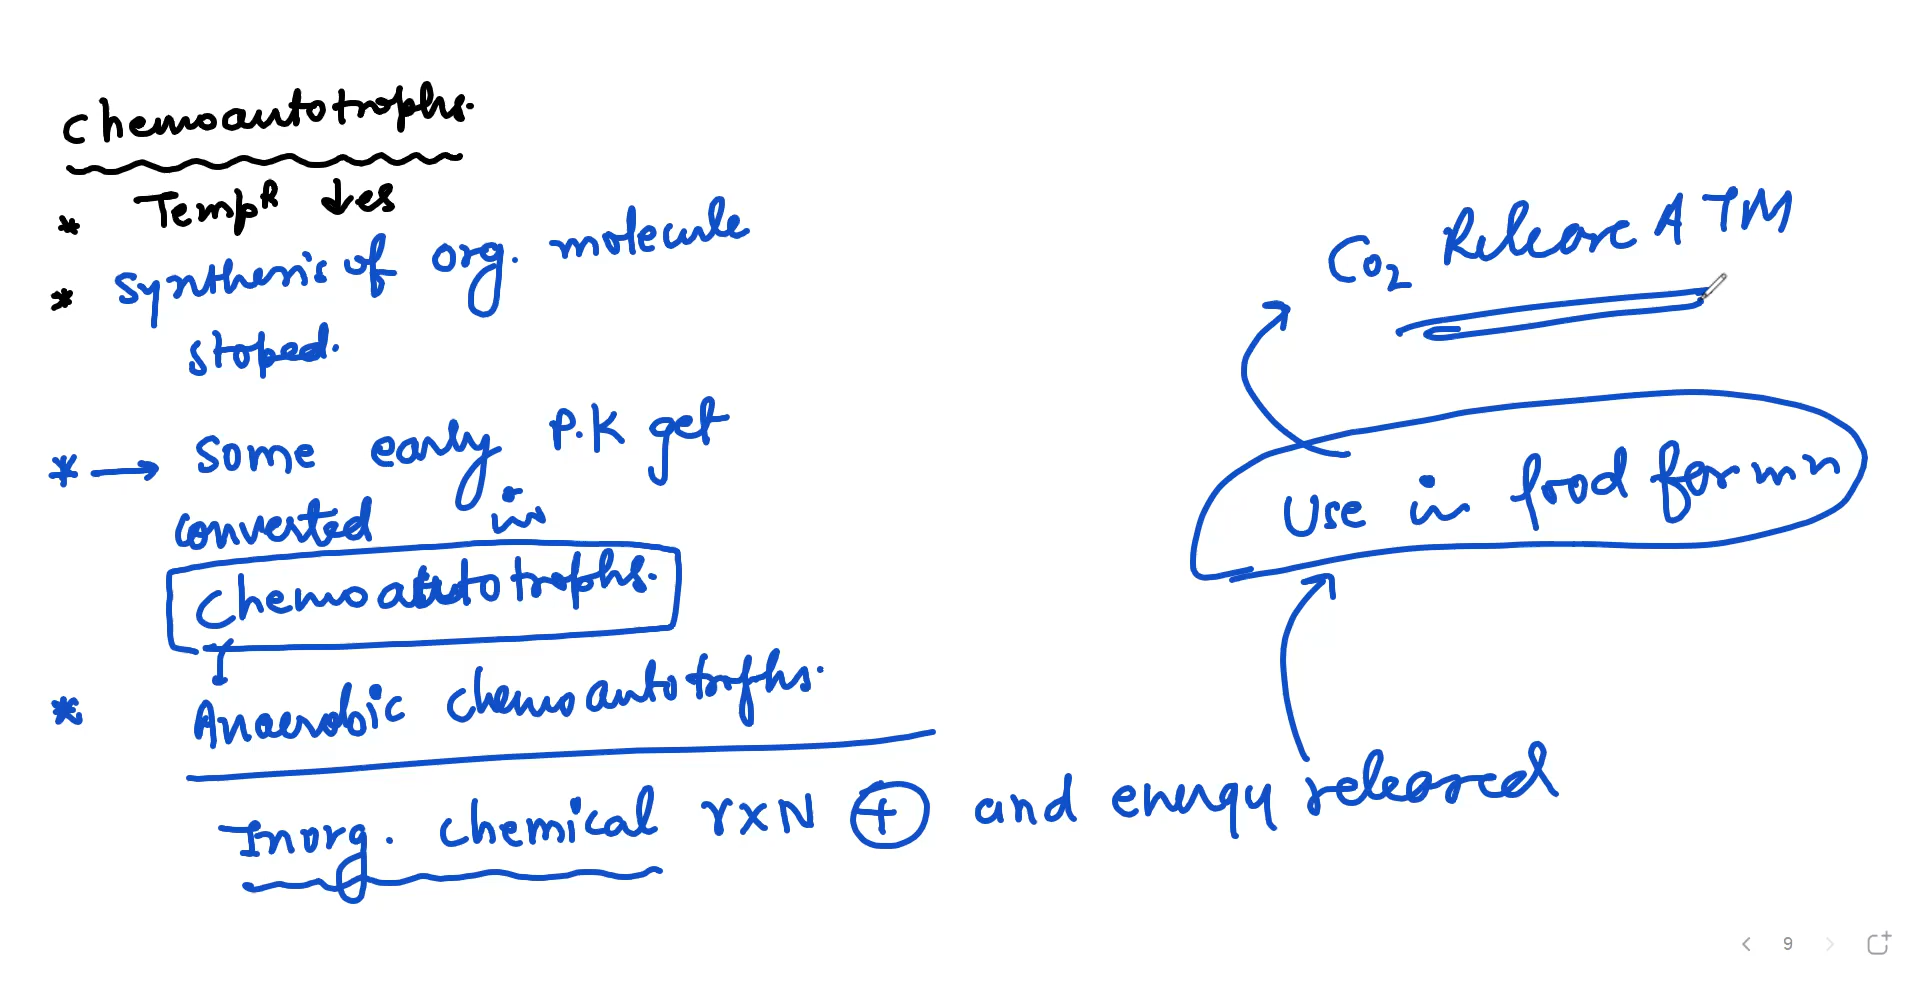 Chemoautotrophs.
* Temp^R ↓es
* Synthesis of org. molecule
stoped.
* → Some early P.K get
converted in
Chemoautotrophs.
* Anaerobic chemoautotrophs.
Inorg. chemical rxN + and energy released
Use in food formn
CO2 Release ATM
9